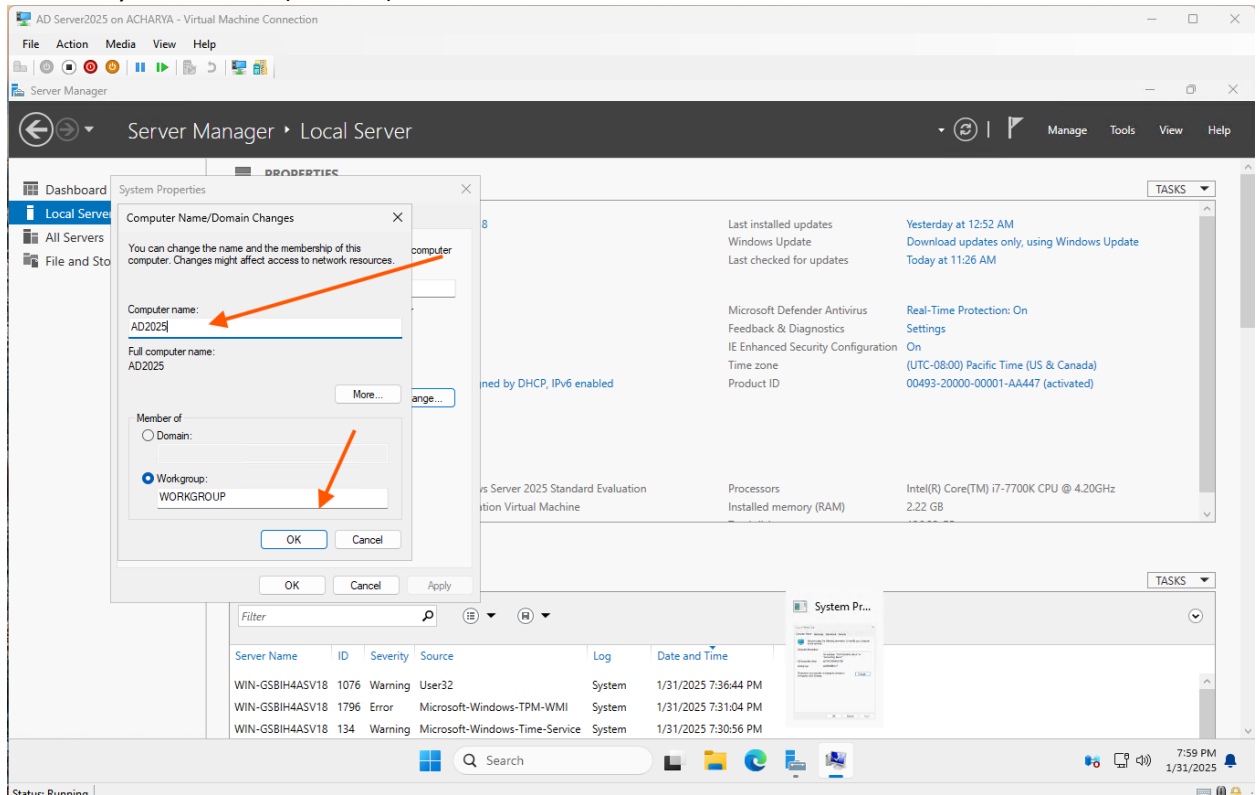 AD Server2025 on ACHARYA - Virtual Machine Connection
File Action Media View Help
Server Manager
Server Manager • Local Server
Manage Tools View Help
Dashboard
Local Serve
All Servers
File and Sto
PROPERTIES
TASKS
System Properties
Computer Name/Domain Changes
You can change the name and the membership of this
computer. Changes might affect access to network resources.
computer
Computer name:
AD2025
Full computer name:
AD2025
More...
ange...
Member of
Domain:
Workgroup:
WORKGROUP
OK Cancel
OK Cancel Apply
8
gned by DHCP, IPv6 enabled
vs Server 2025 Standard Evaluation
ation Virtual Machine
Last installed updates Yesterday at 12:52 AM
Windows Update Download updates only, using Windows Update
Last checked for updates Today at 11:26 AM
Microsoft Defender Antivirus Real-Time Protection: On
Feedback & Diagnostics Settings
IE Enhanced Security Configuration On
Time zone (UTC-08:00) Pacific Time (US & Canada)
Product ID 00493-20000-00001-AA447 (activated)
Processors Intel(R) Core(TM) i7-7700K CPU @ 4.20GHz
Installed memory (RAM) 2.22 GB
TASKS
Filter
System Pr...
Server Name ID Severity Source Log Date and Time
WIN-GSBIH4ASV18 1076 Warning User32 System 1/31/2025 7:36:44 PM
WIN-GSBIH4ASV18 1796 Error Microsoft-Windows-TPM-WMI System 1/31/2025 7:31:04 PM
WIN-GSBIH4ASV18 134 Warning Microsoft-Windows-Time-Service System 1/31/2025 7:30:56 PM
Search
7:59 PM
1/31/2025
Status: Running